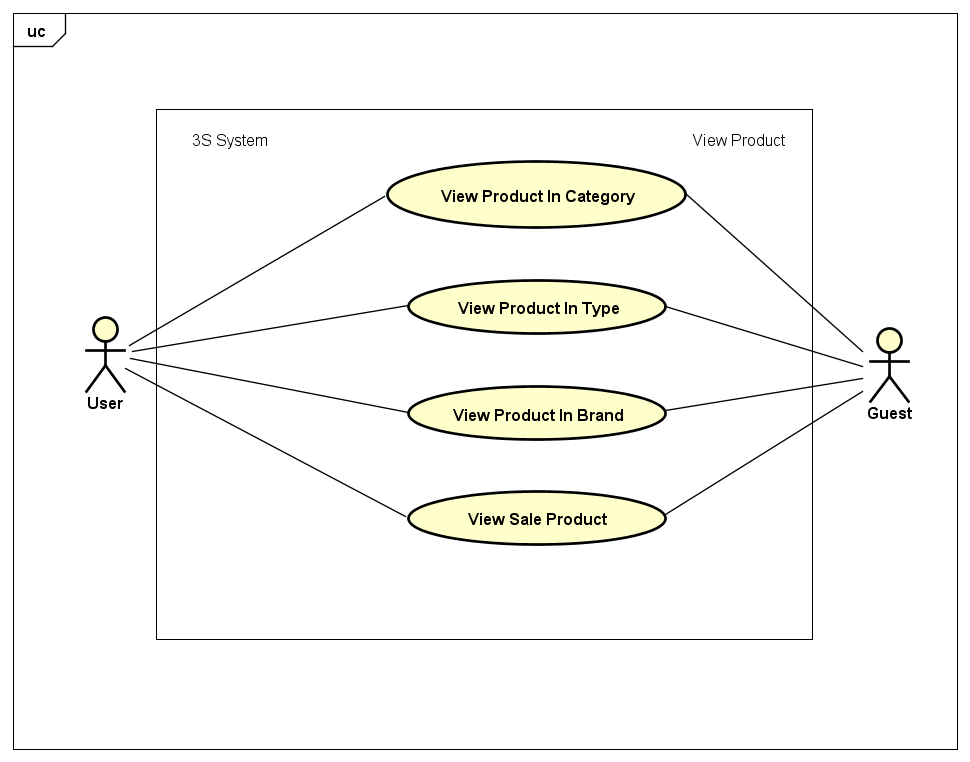 uc
3S System
View Product
View Product In Category
View Product In Type
View Product In Brand
View Sale Product
User
Guest